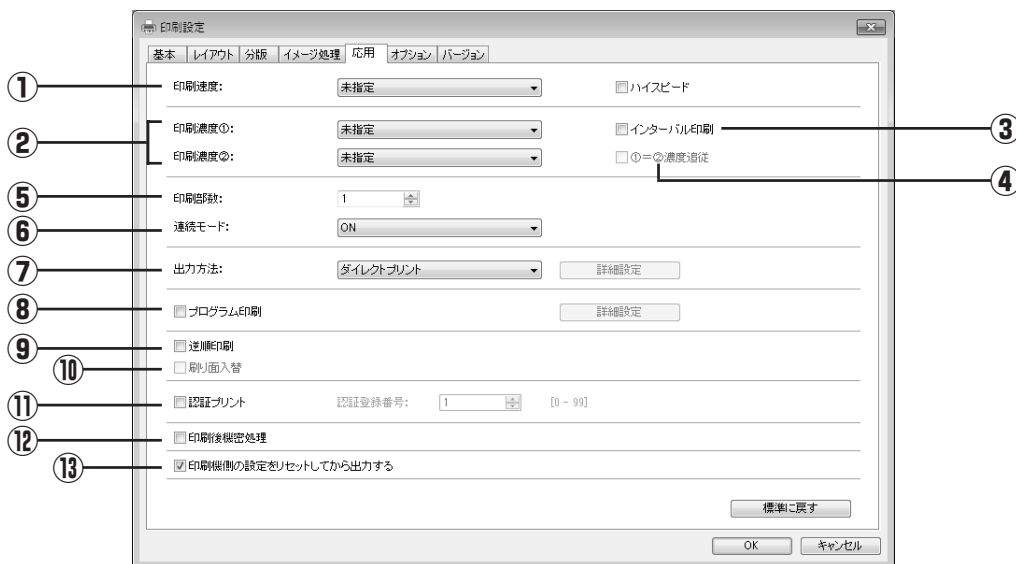 印刷設定
基本 レイアウト 分版 イメージ処理 応用 オプション バージョン
① 印刷速度: 未指定 ハイスピード
② 印刷濃度①: 未指定 インターバル印刷 ③
印刷濃度②: 未指定 ①=②濃度追従 ④
⑤ 印刷部数: 1
⑥ 連続モード: ON
⑦ 出力方法: ダイレクトプリント 詳細設定
⑧ プログラム印刷 詳細設定
⑨ 逆順印刷
⑩ 刷り面入替
⑪ 認証プリント 認証登録番号: 1 [0 - 99]
⑫ 印刷後機密処理
⑬ 印刷機側の設定をリセットしてから出力する
標準に戻す
OK キャンセル